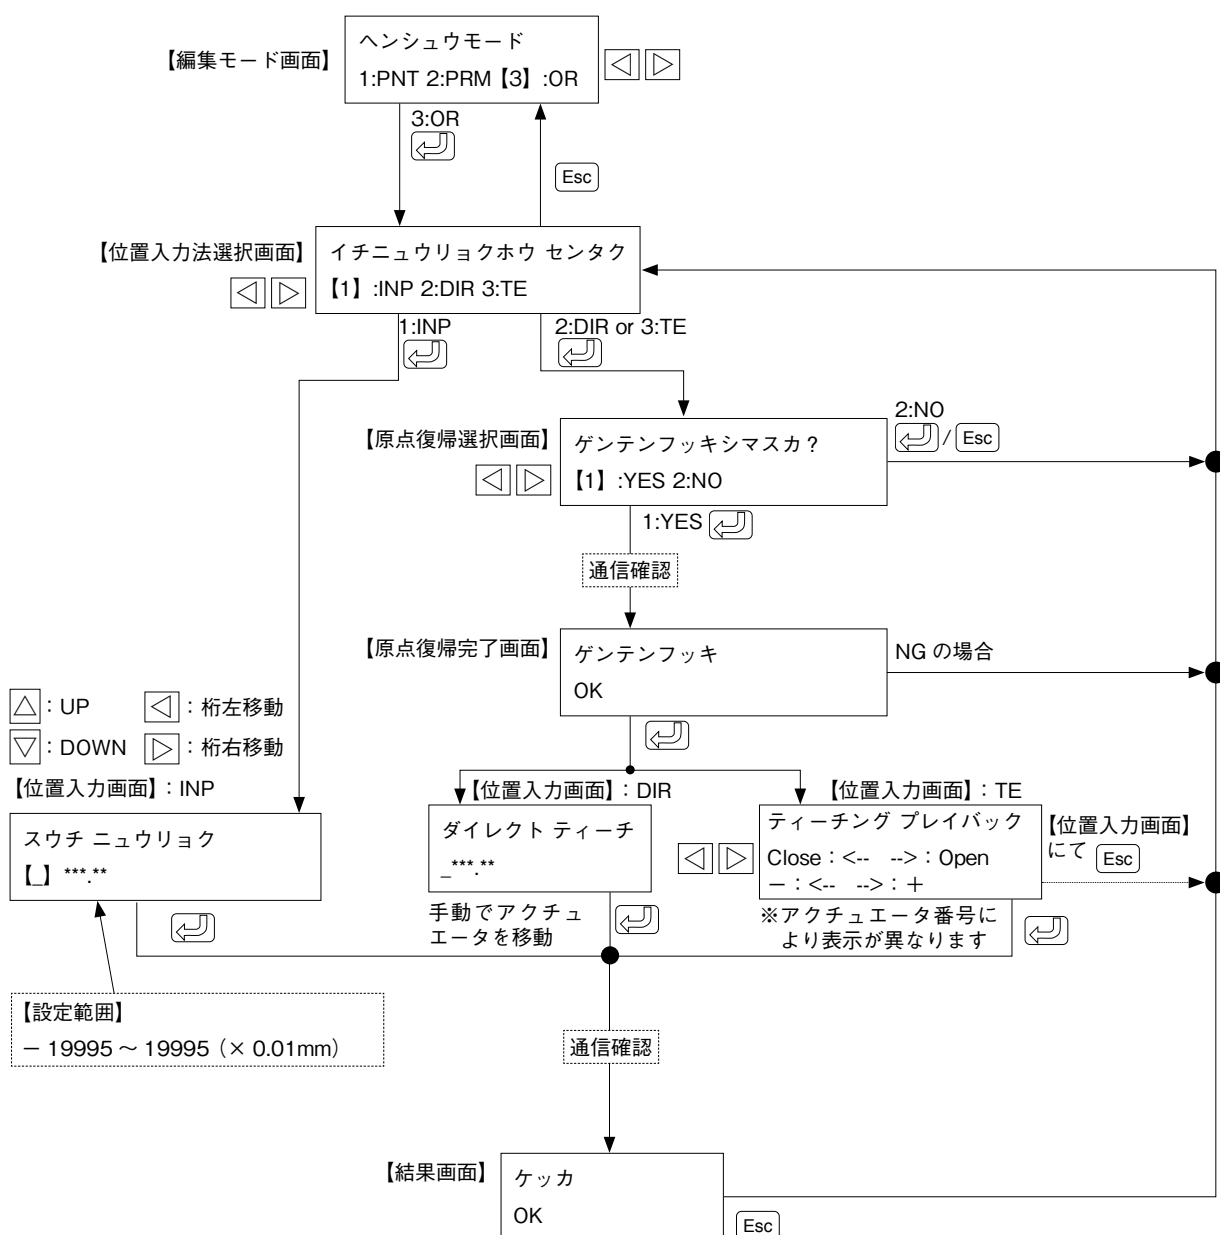 【編集モード画面】
ヘンシュウモード
1:PNT 2:PRM【3】:OR
3:OR
Esc
【位置入力法選択画面】
イチニュウリョクホウ センタク
【1】:INP 2:DIR 3:TE
1:INP
2:DIR or 3:TE
【原点復帰選択画面】
ゲンテンフッキシマスカ？
【1】:YES 2:NO
2:NO
/ Esc
1:YES
通信確認
【原点復帰完了画面】
ゲンテンフッキ
OK
NG の場合
△：UP ◁：桁左移動
▽：DOWN ▷：桁右移動
【位置入力画面】：INP
スウチ ニュウリョク
【_】***.**
【位置入力画面】：DIR
ダイレクト ティーチ
_***.**
手動でアクチュ
エータを移動
【位置入力画面】：TE
ティーチング プレイバック
Close：<-- -->：Open
－：<-- -->：＋
※アクチュエータ番号に
より表示が異なります
【位置入力画面】
にて Esc
【設定範囲】
－ 19995 ～ 19995（× 0.01mm）
通信確認
【結果画面】
ケッカ
OK
Esc